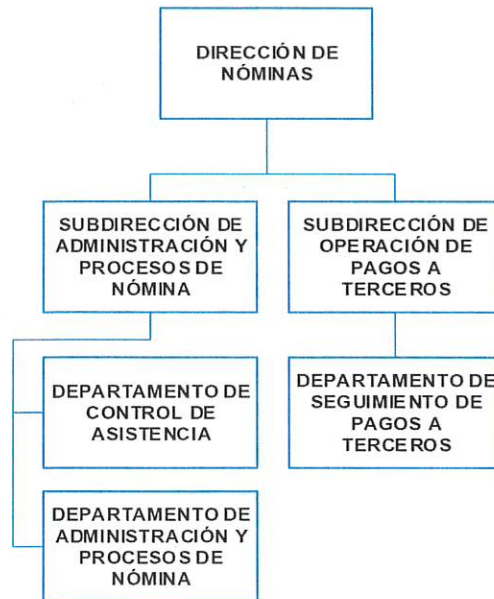 DIRECCIÓN DE
NÓMINAS
SUBDIRECCIÓN DE
ADMINISTRACIÓN Y
PROCESOS DE
NÓMINA
SUBDIRECCIÓN DE
OPERACIÓN DE
PAGOS A
TERCEROS
DEPARTAMENTO DE
CONTROL DE
ASISTENCIA
DEPARTAMENTO DE
SEGUIMIENTO DE
PAGOS A
TERCEROS
DEPARTAMENTO DE
ADMINISTRACIÓN Y
PROCESOS DE
NÓMINA